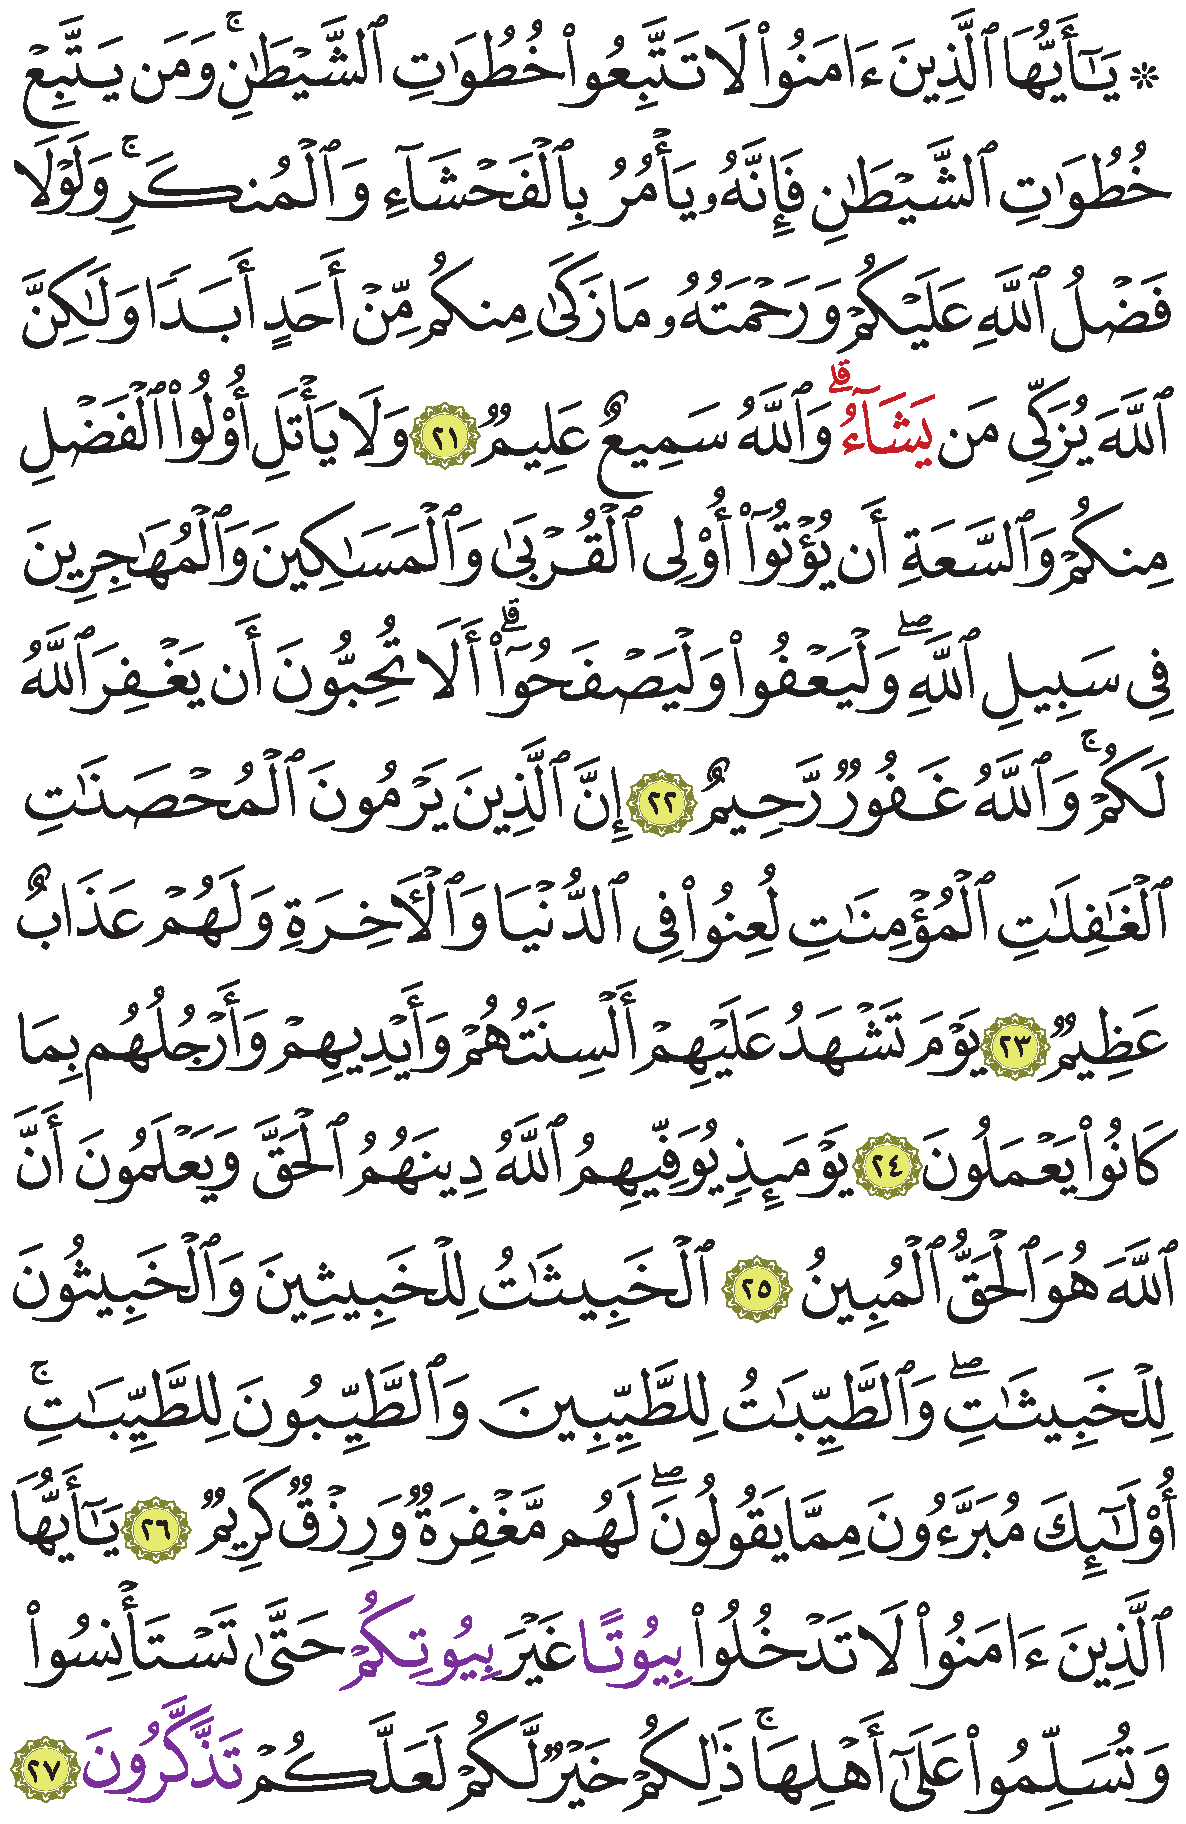 ۞ يَـٰٓأَيُّهَا ٱلَّذِينَ ءَامَنُوا۟ لَا تَتَّبِعُوا۟ خُطُوَٰتِ ٱلشَّيْطَـٰنِ ۚ وَمَن يَتَّبِعْ
خُطُوَٰتِ ٱلشَّيْطَـٰنِ فَإِنَّهُۥ يَأْمُرُ بِٱلْفَحْشَآءِ وَٱلْمُنكَرِ ۚ وَلَوْلَا
فَضْلُ ٱللَّهِ عَلَيْكُمْ وَرَحْمَتُهُۥ مَا زَكَىٰ مِنكُم مِّنْ أَحَدٍ أَبَدًا وَلَـٰكِنَّ
ٱللَّهَ يُزَكِّى مَن يَشَآءُ ۗ وَٱللَّهُ سَمِيعٌ عَلِيمٌ ٢١ وَلَا يَأْتَلِ أُو۟لُوا۟ ٱلْفَضْلِ
مِنكُمْ وَٱلسَّعَةِ أَن يُؤْتُوٓا۟ أُو۟لِى ٱلْقُرْبَىٰ وَٱلْمَسَـٰكِينَ وَٱلْمُهَـٰجِرِينَ
فِى سَبِيلِ ٱللَّهِ ۖ وَلْيَعْفُوا۟ وَلْيَصْفَحُوٓا۟ ۗ أَلَا تُحِبُّونَ أَن يَغْفِرَ ٱللَّهُ
لَكُمْ ۚ وَٱللَّهُ غَفُورٌ رَّحِيمٌ ٢٢ إِنَّ ٱلَّذِينَ يَرْمُونَ ٱلْمُحْصَنَـٰتِ
ٱلْغَـٰفِلَـٰتِ ٱلْمُؤْمِنَـٰتِ لُعِنُوا۟ فِى ٱلدُّنْيَا وَٱلْـَٔاخِرَةِ وَلَهُمْ عَذَابٌ
عَظِيمٌ ٢٣ يَوْمَ تَشْهَدُ عَلَيْهِمْ أَلْسِنَتُهُمْ وَأَيْدِيهِمْ وَأَرْجُلُهُم بِمَا
كَانُوا۟ يَعْمَلُونَ ٢٤ يَوْمَئِذٍ يُوَفِّيهِمُ ٱللَّهُ دِينَهُمُ ٱلْحَقَّ وَيَعْلَمُونَ أَنَّ
ٱللَّهَ هُوَ ٱلْحَقُّ ٱلْمُبِينُ ٢٥ ٱلْخَبِيثَـٰتُ لِلْخَبِيثِينَ وَٱلْخَبِيثُونَ
لِلْخَبِيثَـٰتِ ۖ وَٱلطَّيِّبَـٰتُ لِلطَّيِّبِينَ وَٱلطَّيِّبُونَ لِلطَّيِّبَـٰتِ ۚ
أُو۟لَـٰٓئِكَ مُبَرَّءُونَ مِمَّا يَقُولُونَ ۖ لَهُم مَّغْفِرَةٌ وَرِزْقٌ كَرِيمٌ ٢٦ يَـٰٓأَيُّهَا
ٱلَّذِينَ ءَامَنُوا۟ لَا تَدْخُلُوا۟ بِيُوتًا غَيْرَ بِيُوتِكُمْ حَتَّىٰ تَسْتَأْنِسُوا۟
وَتُسَلِّمُوا۟ عَلَىٰٓ أَهْلِهَا ۚ ذَٰلِكُمْ خَيْرٌ لَّكُمْ لَعَلَّكُمْ تَذَّكَّرُونَ ٢٧